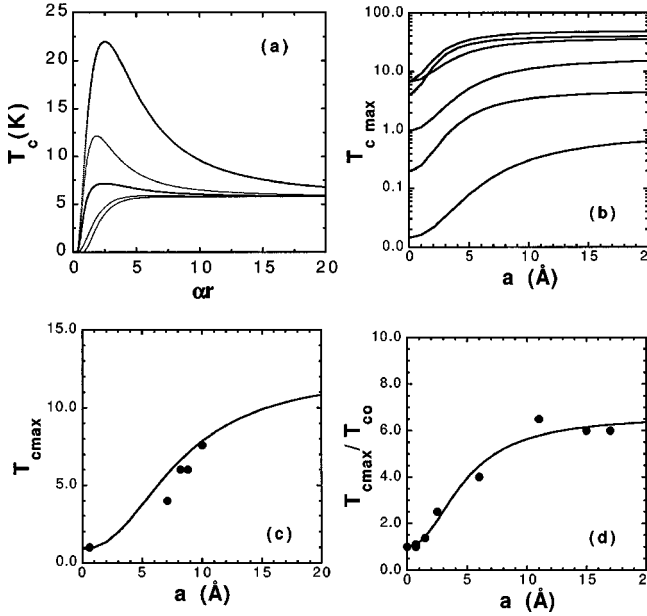 25
20
15
10
5
0
T_c (K)
(a)
0 5 10 15 20
αr
100.0
10.0
1.0
0.1
0.0
T_c max
(b)
0 5 10 15 20
a (Å)
15.0
10.0
5.0
0.0
T_cmax
(c)
0 5 10 15 20
a (Å)
10.0
8.0
6.0
4.0
2.0
0.0
T_cmax / T_co
(d)
0 5 10 15 20
a (Å)